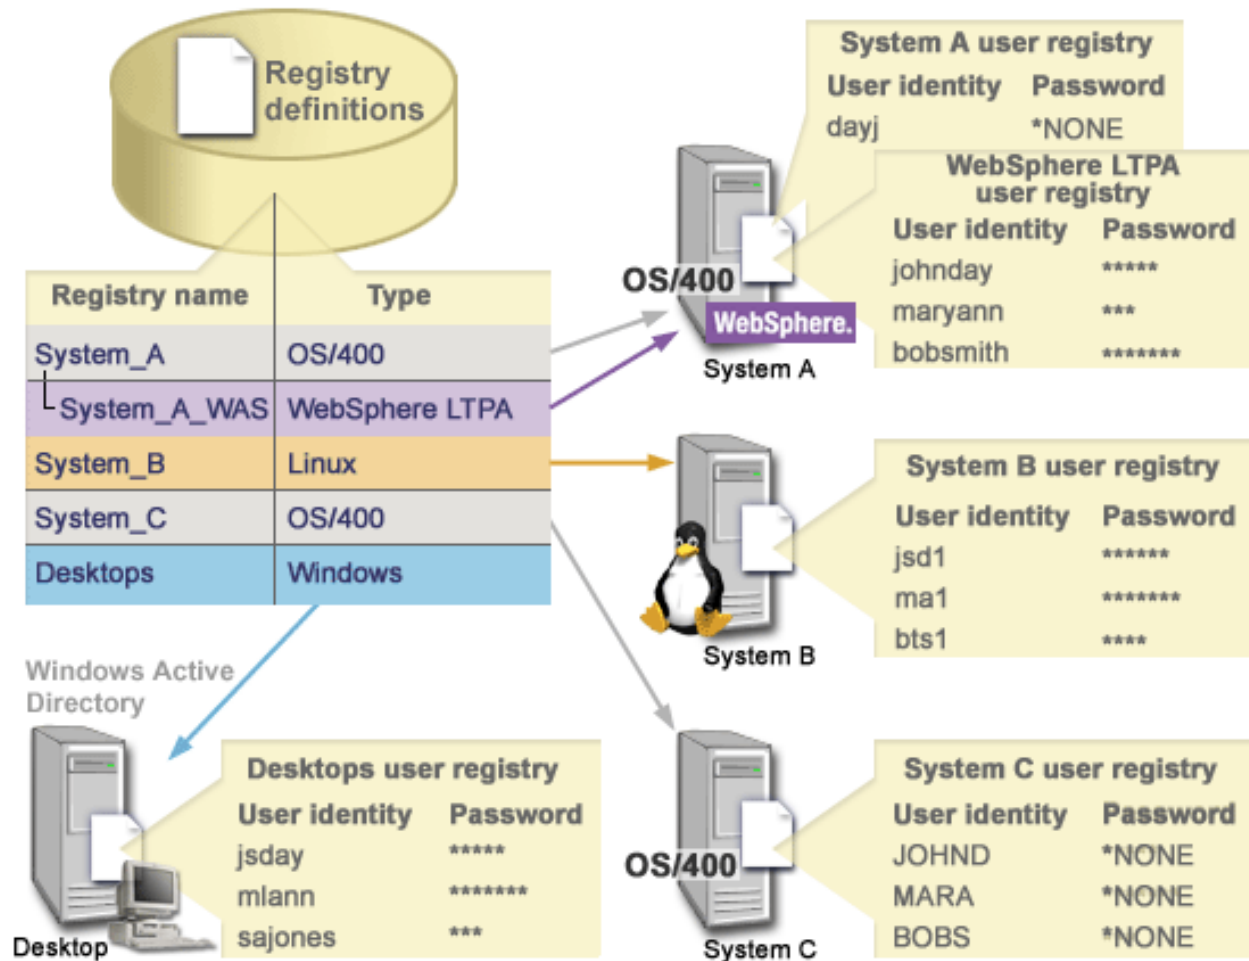 Registry
definitions
Registry name Type
System_A OS/400
System_A_WAS WebSphere LTPA
System_B Linux
System_C OS/400
Desktops Windows
System A user registry
User identity Password
dayj *NONE
WebSphere LTPA
user registry
User identity Password
johnday *****
maryann ***
bobsmith *******
OS/400
WebSphere.
System A
System B user registry
User identity Password
jsd1 ******
ma1 *******
bts1 ****
System B
Windows Active
Directory
Desktops user registry
User identity Password
jsday *****
mlann *******
sajones ***
Desktop
System C user registry
User identity Password
JOHND *NONE
MARA *NONE
BOBS *NONE
OS/400
System C